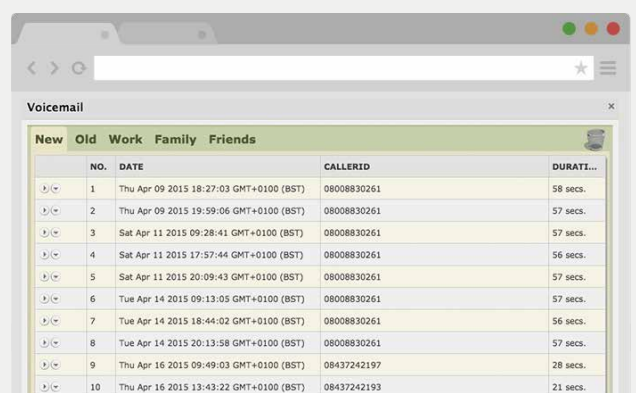 Voicemail ×
New Old Work Family Friends
NO. DATE CALLERID DURATI...
1 Thu Apr 09 2015 18:27:03 GMT+0100 (BST) 08008830261 58 secs.
2 Thu Apr 09 2015 19:59:06 GMT+0100 (BST) 08008830261 57 secs.
3 Sat Apr 11 2015 09:28:41 GMT+0100 (BST) 08008830261 57 secs.
4 Sat Apr 11 2015 17:57:44 GMT+0100 (BST) 08008830261 56 secs.
5 Sat Apr 11 2015 20:09:43 GMT+0100 (BST) 08008830261 57 secs.
6 Tue Apr 14 2015 09:13:05 GMT+0100 (BST) 08008830261 57 secs.
7 Tue Apr 14 2015 18:44:02 GMT+0100 (BST) 08008830261 56 secs.
8 Tue Apr 14 2015 20:13:58 GMT+0100 (BST) 08008830261 57 secs.
9 Thu Apr 16 2015 09:49:03 GMT+0100 (BST) 08437242197 28 secs.
10 Thu Apr 16 2015 13:43:22 GMT+0100 (BST) 08437242193 21 secs.